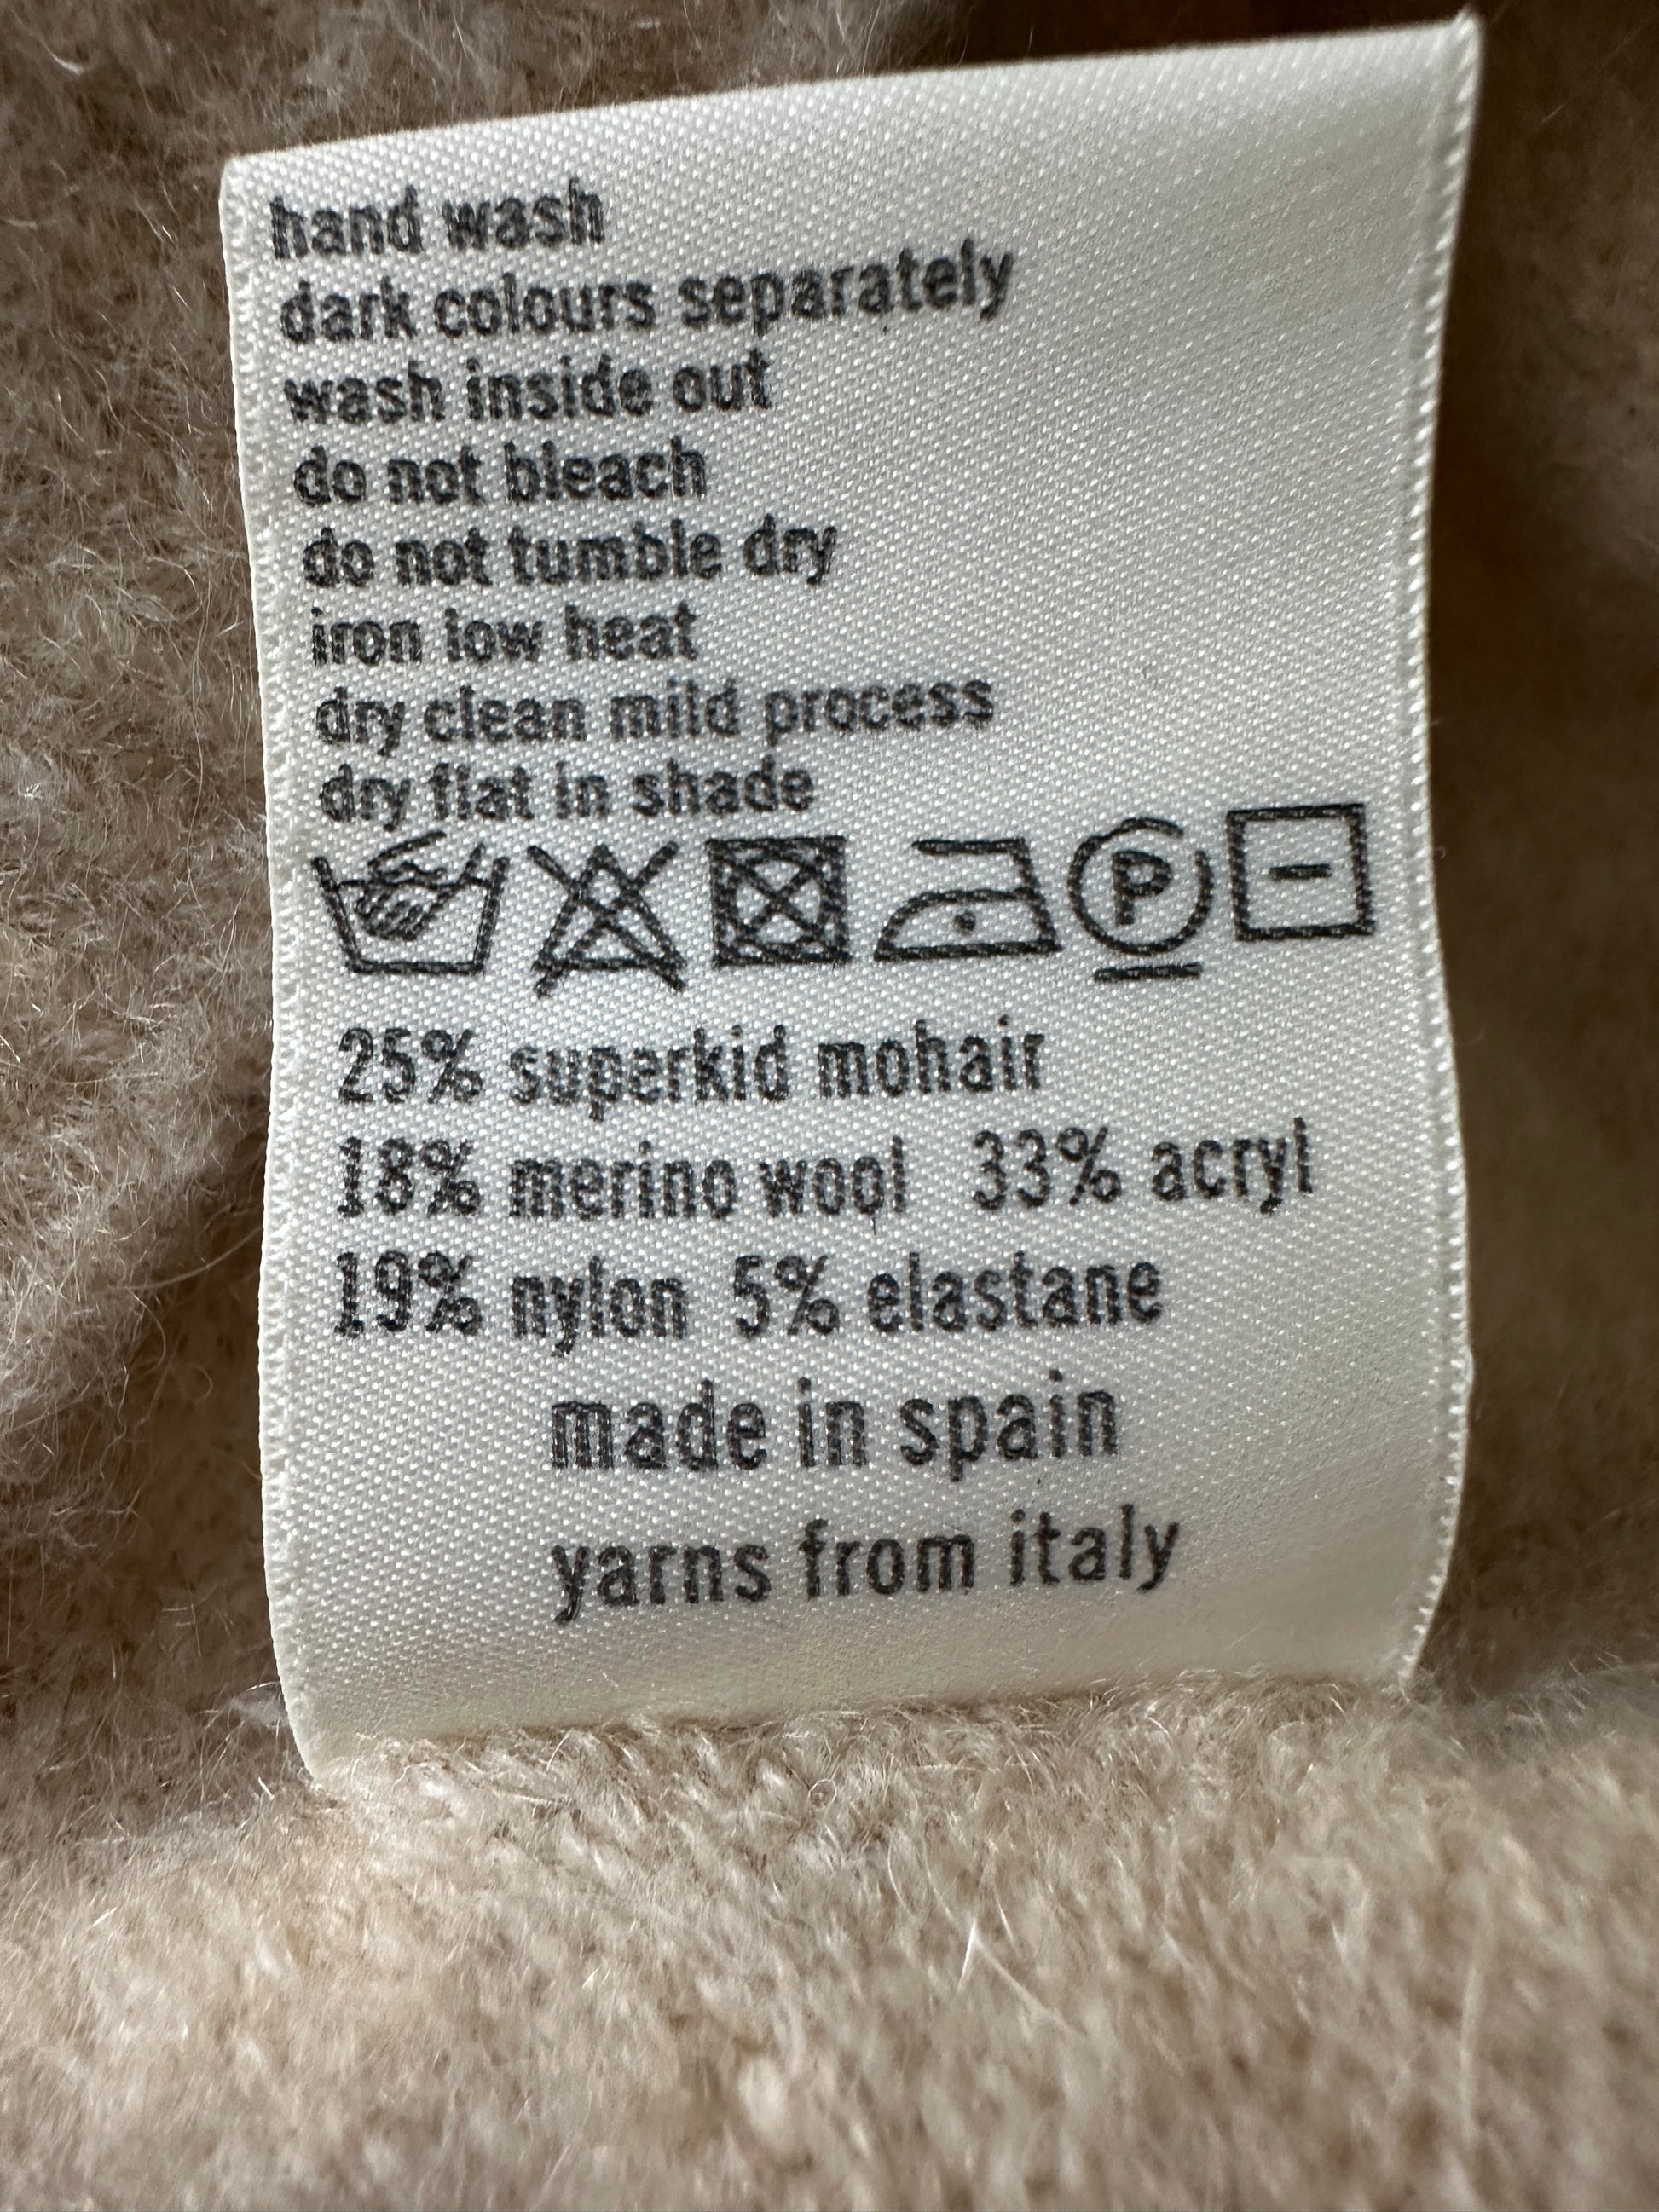 hand wash
dark colours separately
wash inside out
do not bleach
do not tumble dry
iron low heat
dry clean mild process
dry flat in shade
P
25% superkid mohair
18% merino wool 33% acryl
19% nylon 5% elastane
made in spain
yarns from italy